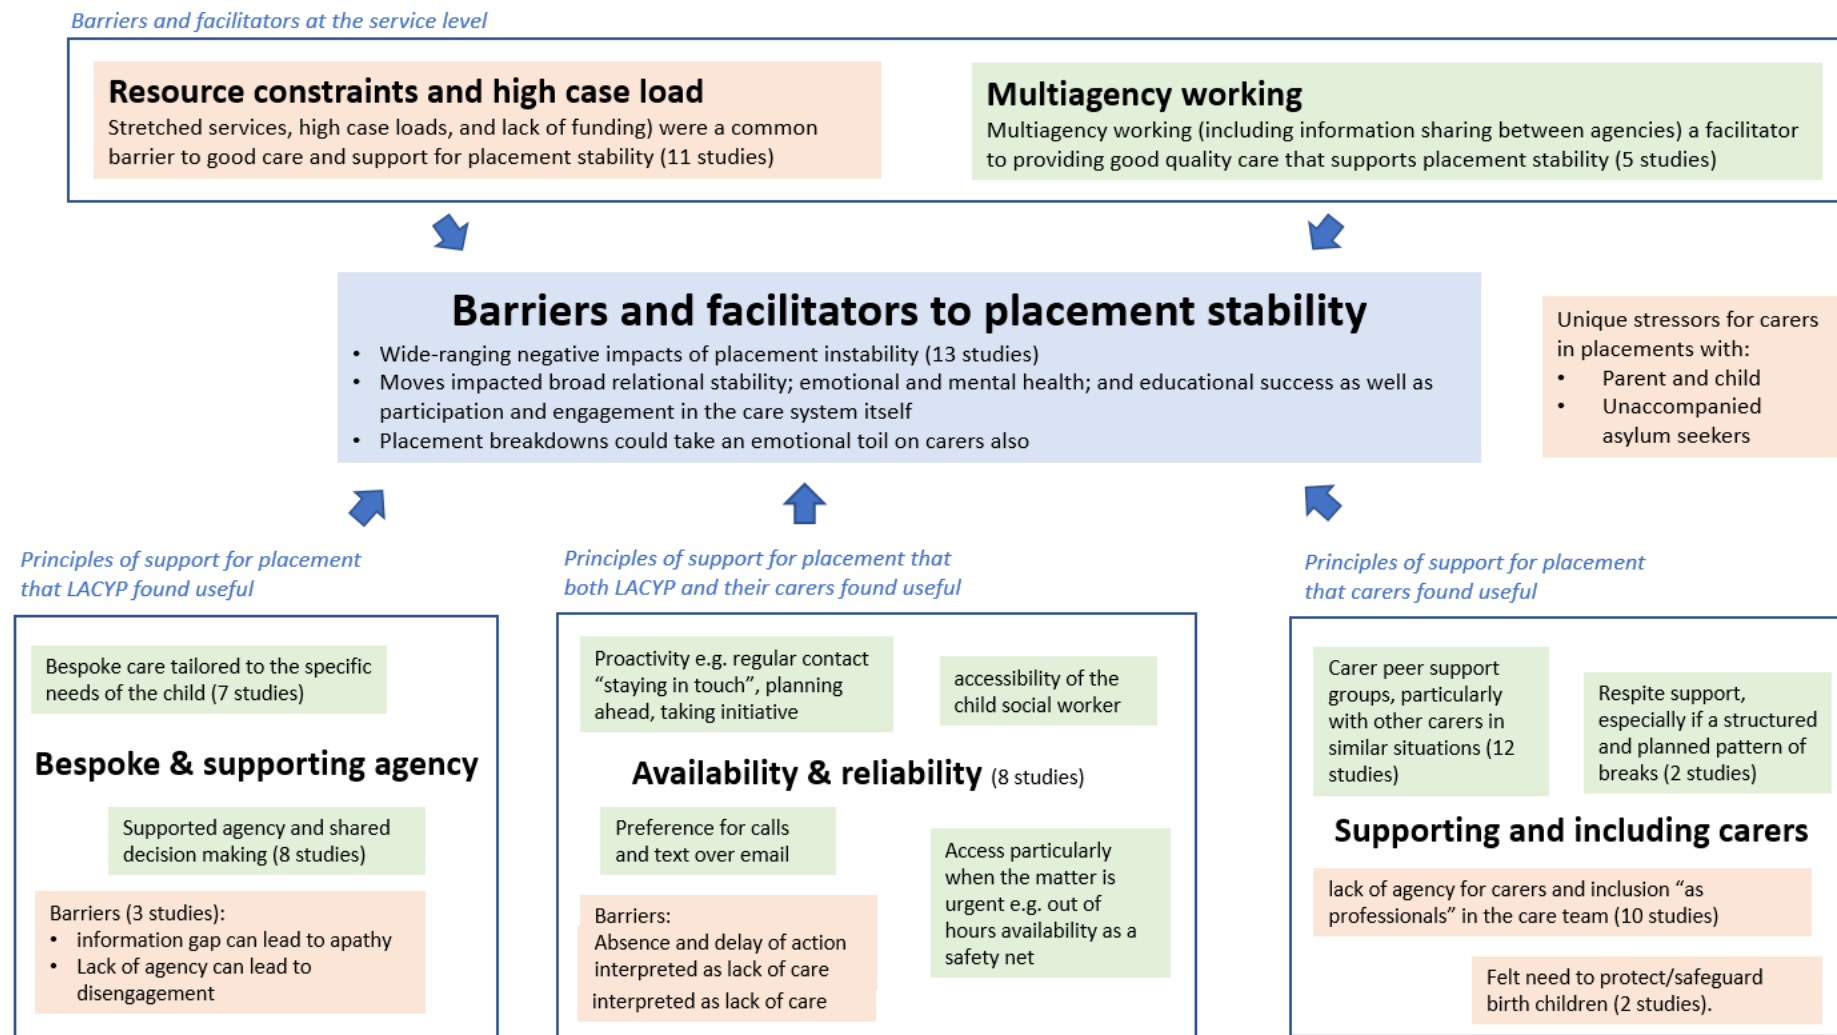 Barriers and facilitators at the service level
Resource constraints and high case load
Stretched services, high case loads, and lack of funding) were a common
barrier to good care and support for placement stability (11 studies)
Multiagency working
Multiagency working (including information sharing between agencies) a facilitator
to providing good quality care that supports placement stability (5 studies)
Barriers and facilitators to placement stability
• Wide-ranging negative impacts of placement instability (13 studies)
• Moves impacted broad relational stability; emotional and mental health; and educational success as well as
participation and engagement in the care system itself
• Placement breakdowns could take an emotional toil on carers also
Unique stressors for carers
in placements with:
• Parent and child
• Unaccompanied
asylum seekers
Principles of support for placement
that LACYP found useful
Bespoke care tailored to the specific
needs of the child (7 studies)
Bespoke & supporting agency
Supported agency and shared
decision making (8 studies)
Barriers (3 studies):
• information gap can lead to apathy
• Lack of agency can lead to
disengagement
Principles of support for placement that
both LACYP and their carers found useful
Proactivity e.g. regular contact
“staying in touch”, planning
ahead, taking initiative
accessibility of the
child social worker
Availability & reliability (8 studies)
Preference for calls
and text over email
Access particularly
when the matter is
urgent e.g. out of
hours availability as a
safety net
Barriers:
Absence and delay of action
interpreted as lack of care
interpreted as lack of care
Principles of support for placement
that carers found useful
Carer peer support
groups, particularly
with other carers in
similar situations (12
studies)
Respite support,
especially if a structured
and planned pattern of
breaks (2 studies)
Supporting and including carers
lack of agency for carers and inclusion “as
professionals” in the care team (10 studies)
Felt need to protect/safeguard
birth children (2 studies).